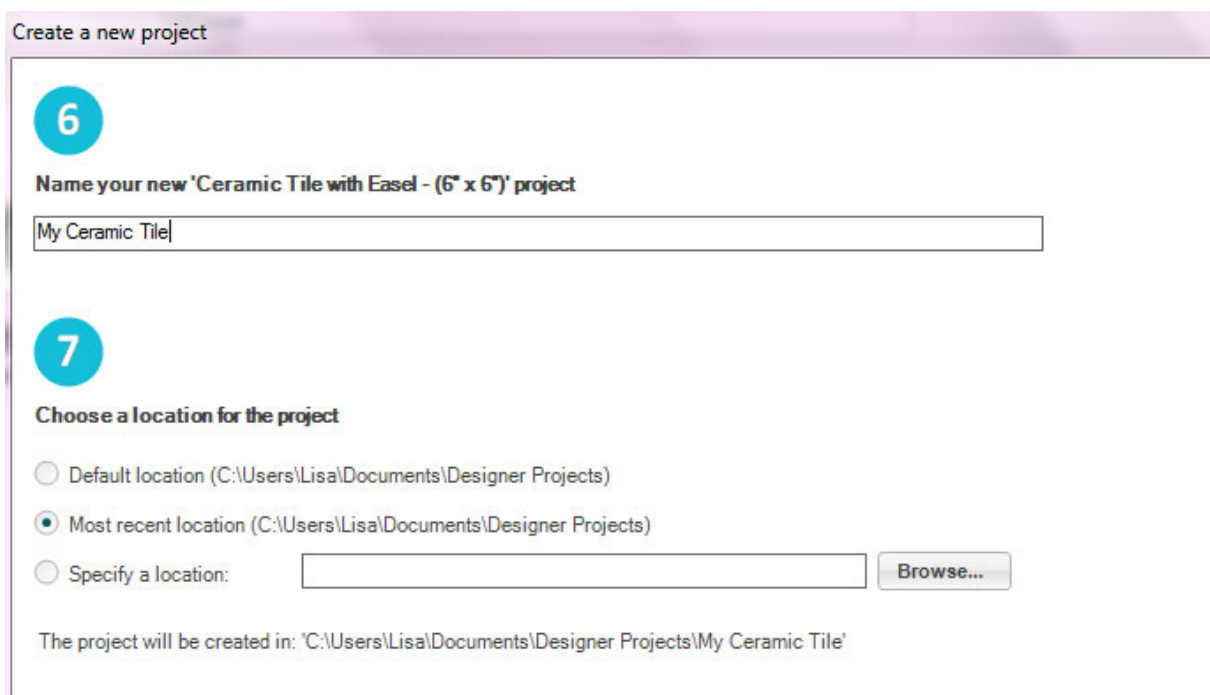 Create a new project
6
Name your new 'Ceramic Tile with Easel - (6" x 6")' project
My Ceramic Tile
7
Choose a location for the project
Default location (C:\Users\Lisa\Documents\Designer Projects)
Most recent location (C:\Users\Lisa\Documents\Designer Projects)
Specify a location:
Browse...
The project will be created in: 'C:\Users\Lisa\Documents\Designer Projects\My Ceramic Tile'